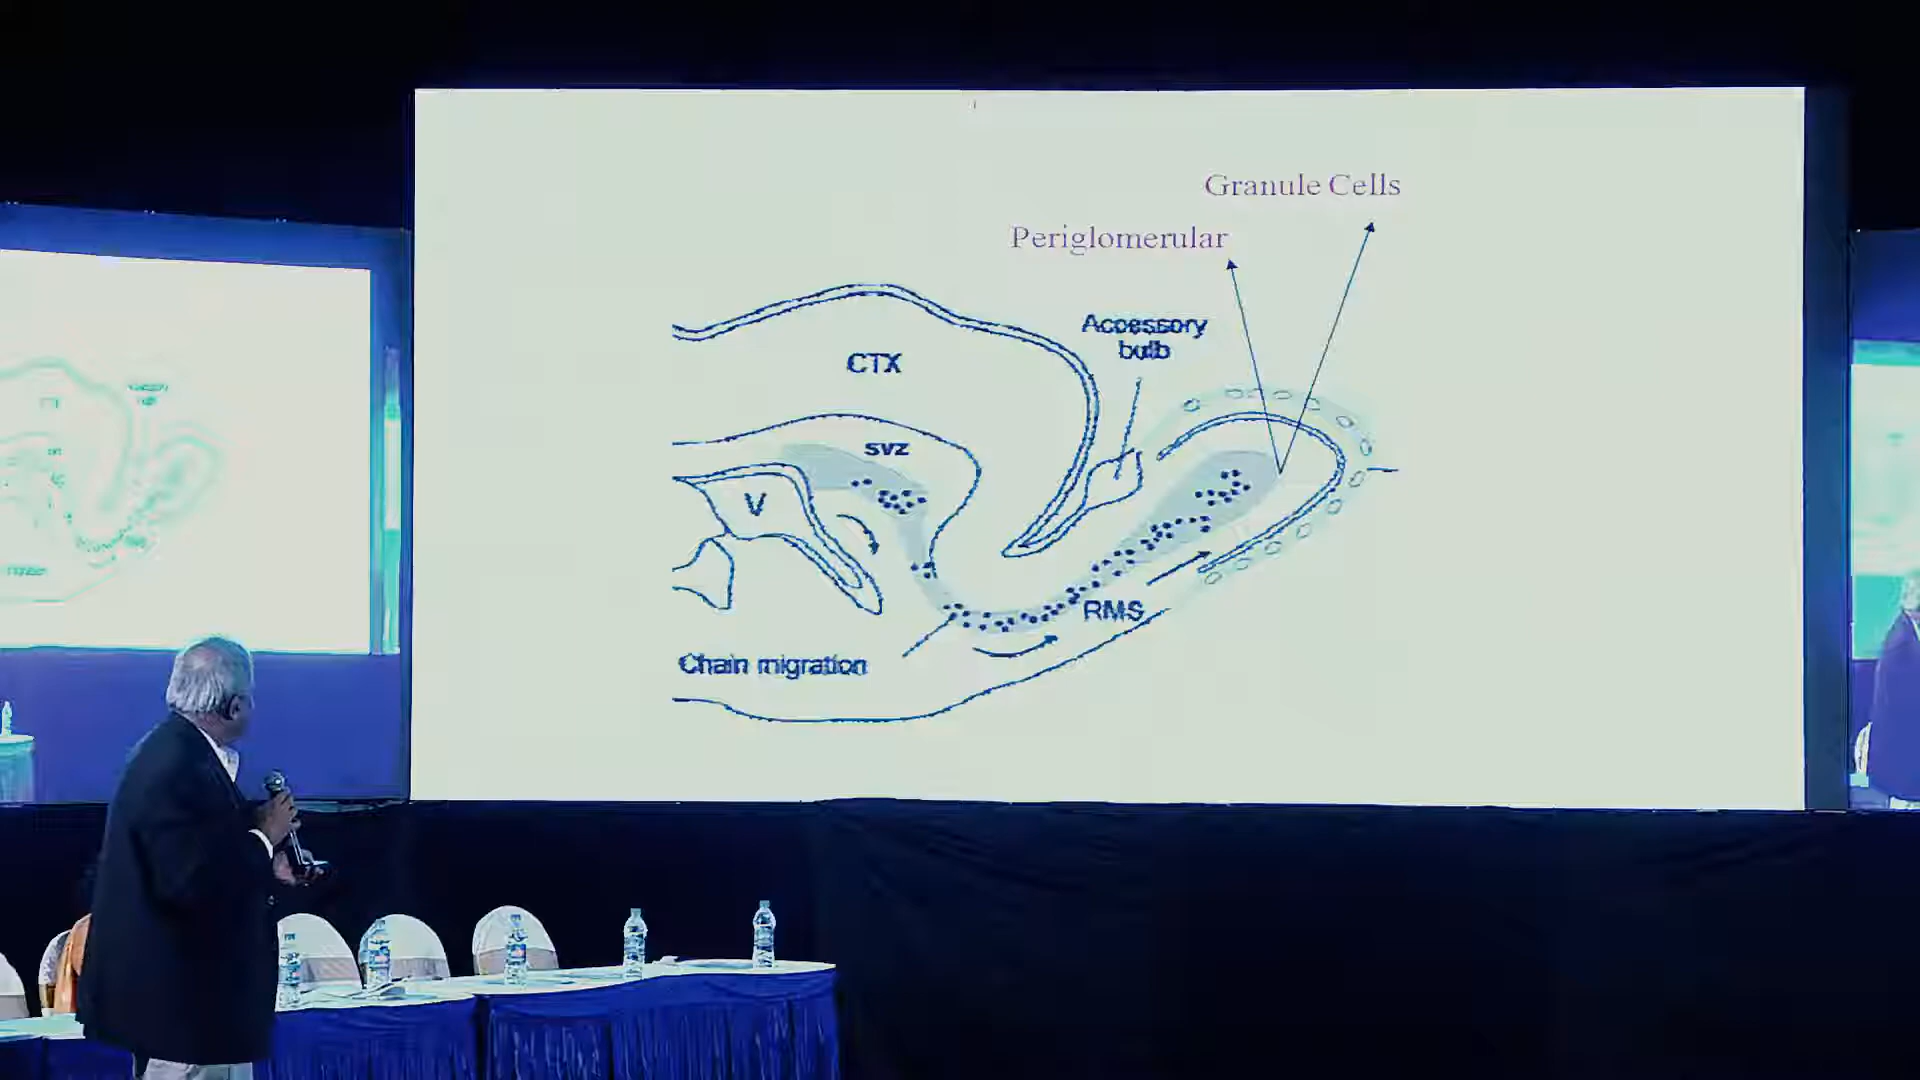 Granule Cells
Periglomerular
Accessory
bulb
CTX
svz
V
RMS
Chain migration